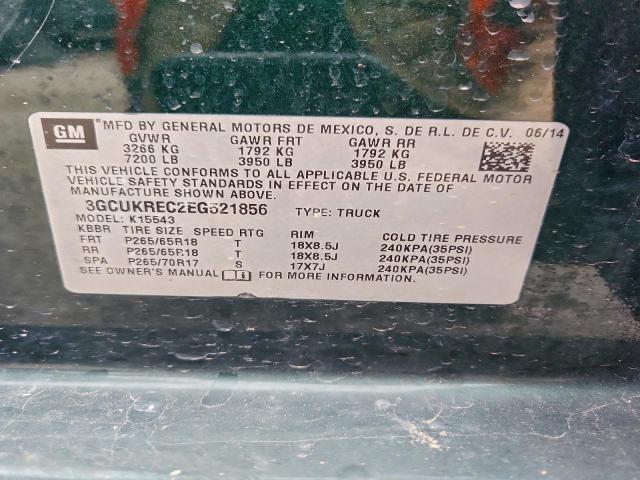 GM MFD BY GENERAL MOTORS DE MEXICO, S. DE R.L. DE C.V. 06/14
GVWR GAWR FRT GAWR RR
3266 KG 1792 KG 1792 KG
7200 LB 3950 LB 3950 LB
THIS VEHICLE CONFORMS TO ALL APPLICABLE U.S. FEDERAL MOTOR
VEHICLE SAFETY STANDARDS IN EFFECT ON THE DATE OF
MANUFACTURE SHOWN ABOVE.
3GCUKREC2EG521856 TYPE: TRUCK
MODEL: K15543
KBBR TIRE SIZE SPEED RTG RIM COLD TIRE PRESSURE
FRT P265/65R18 T 18X8.5J 240KPA(35PSI)
RR P265/65R18 T 18X8.5J 240KPA(35PSI)
SPA P265/70R17 S 17X7J 240KPA(35PSI)
SEE OWNER'S MANUAL FOR MORE INFORMATION.